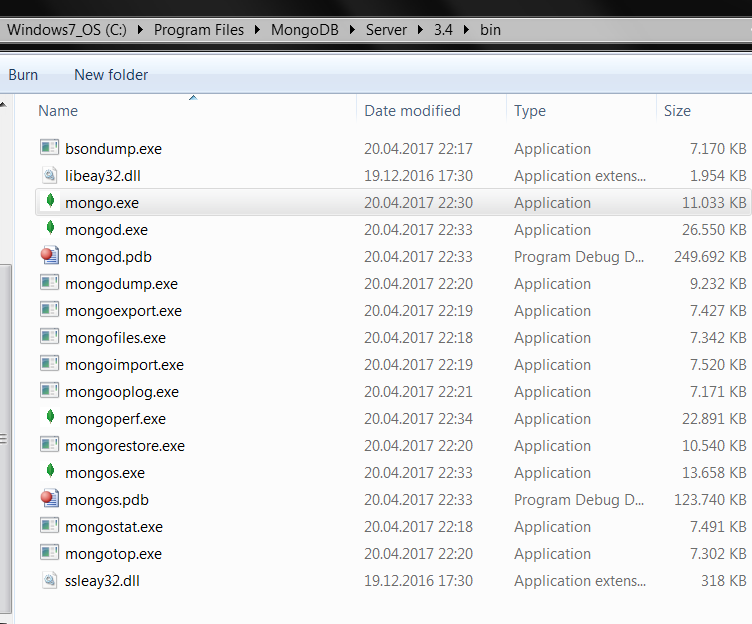 Windows7_OS (C:) Program Files MongoDB Server 3.4 bin
Burn New folder
Name Date modified Type Size
bsondump.exe 20.04.2017 22:17 Application 7.170 KB
libeay32.dll 19.12.2016 17:30 Application extens... 1.954 KB
mongo.exe 20.04.2017 22:30 Application 11.033 KB
mongod.exe 20.04.2017 22:33 Application 26.550 KB
mongod.pdb 20.04.2017 22:33 Program Debug D... 249.692 KB
mongodump.exe 20.04.2017 22:20 Application 9.232 KB
mongoexport.exe 20.04.2017 22:19 Application 7.427 KB
mongofiles.exe 20.04.2017 22:18 Application 7.342 KB
mongoimport.exe 20.04.2017 22:19 Application 7.520 KB
mongooplog.exe 20.04.2017 22:21 Application 7.171 KB
mongoperf.exe 20.04.2017 22:34 Application 22.891 KB
mongorestore.exe 20.04.2017 22:20 Application 10.540 KB
mongos.exe 20.04.2017 22:33 Application 13.658 KB
mongos.pdb 20.04.2017 22:33 Program Debug D... 123.740 KB
mongostat.exe 20.04.2017 22:18 Application 7.491 KB
mongotop.exe 20.04.2017 22:20 Application 7.302 KB
ssleay32.dll 19.12.2016 17:30 Application extens... 318 KB